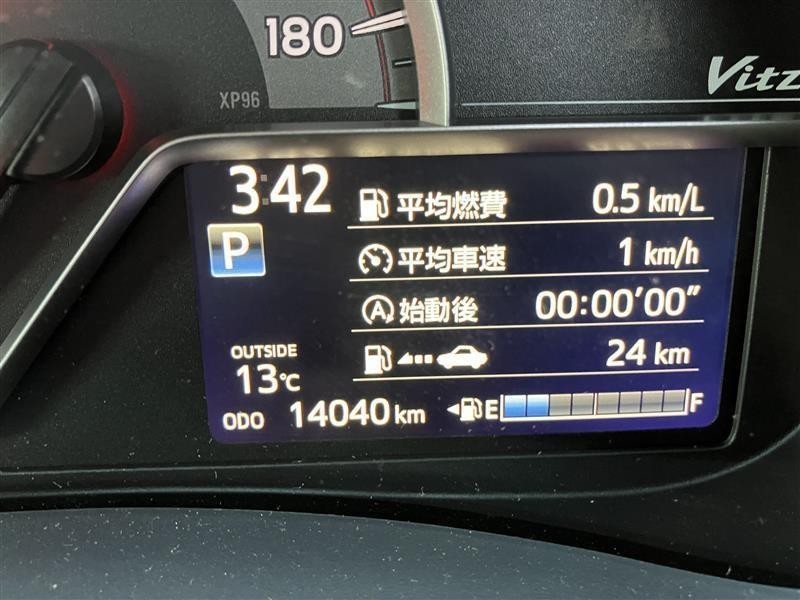 180
XP96
Vitz
3:42
平均燃費 0.5 km/L
P
平均車速 1 km/h
A 始動後 00:00'00"
24 km
OUTSIDE
13℃
ODO 14040 km
E F